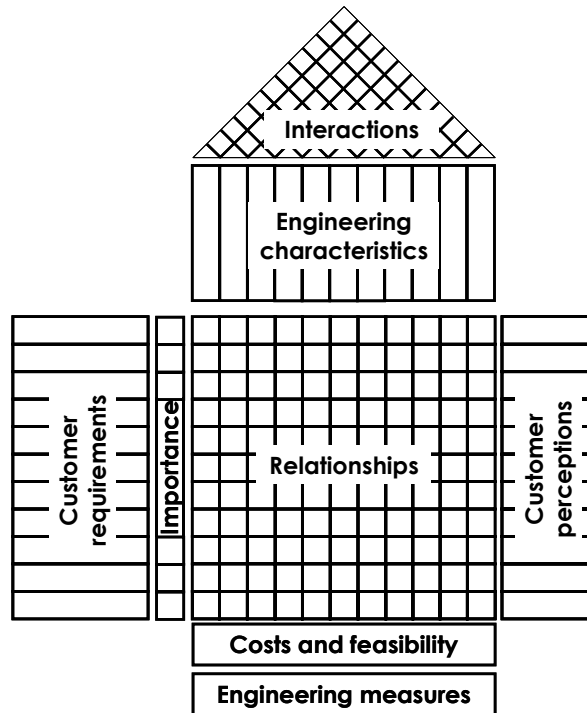 Interactions
Engineering
characteristics
Customer
requirements
Importance
Relationships
Customer
perceptions
Costs and feasibility
Engineering measures